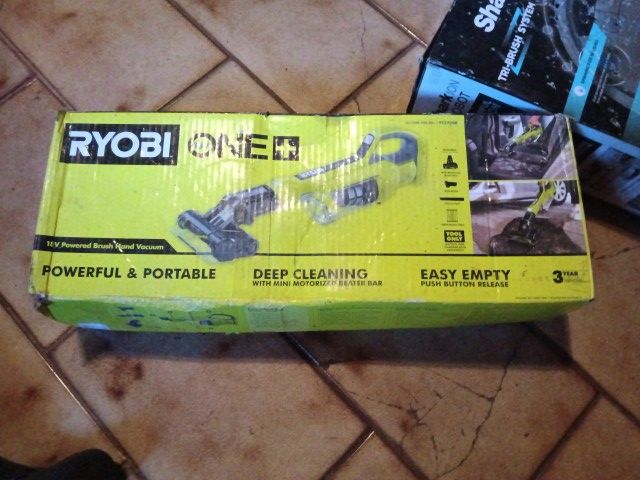 Sha
TRI-BRUSH SYSTEM
RYOBI ONE+
18V Powered Brush Hand Vacuum
TOOL
ONLY
POWERFUL & PORTABLE
DEEP CLEANING
WITH MINI MOTORIZED BEATER BAR
EASY EMPTY
PUSH BUTTON RELEASE
3 YEAR